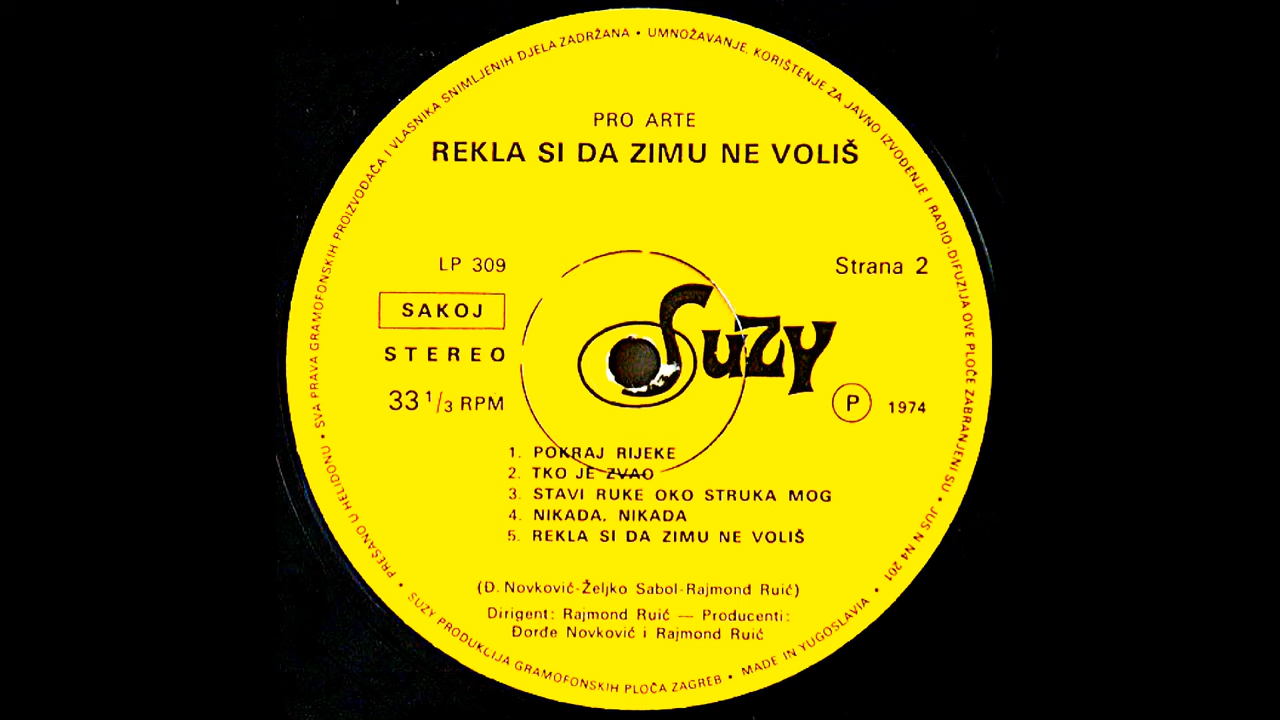 PRO ARTE
REKLA SI DA ZIMU NE VOLIŠ
LP 309
Strana 2
SAKOJ
STEREO
33 1/3 RPM
Suzy
P 1974
1. POKRAJ RIJEKE
2. TKO JE ZVAO
3. STAVI RUKE OKO STRUKA MOG
4. NIKADA, NIKADA
5. REKLA SI DA ZIMU NE VOLIŠ
(Đ. Novković-Željko Sabol-Rajmond Ruić)
Dirigent: Rajmond Ruić — Producenti:
Đorđe Novković i Rajmond Ruić
SVA PRAVA GRAMOFONSKIH PROIZVOĐAČA I VLASNIKA SNIMLJENIH DJELA ZADRŽANA • UMNOŽAVANJE, KORIŠTENJE ZA JAVNO IZVOĐENJE I RADIO-DIFUZIJA OVE PLOČE ZABRANJENI SU • JUS N N4 201 •
PREŠANO U HELIDONU • SUZY PRODUKCIJA GRAMOFONSKIH PLOČA ZAGREB • MADE IN YUGOSLAVIA •